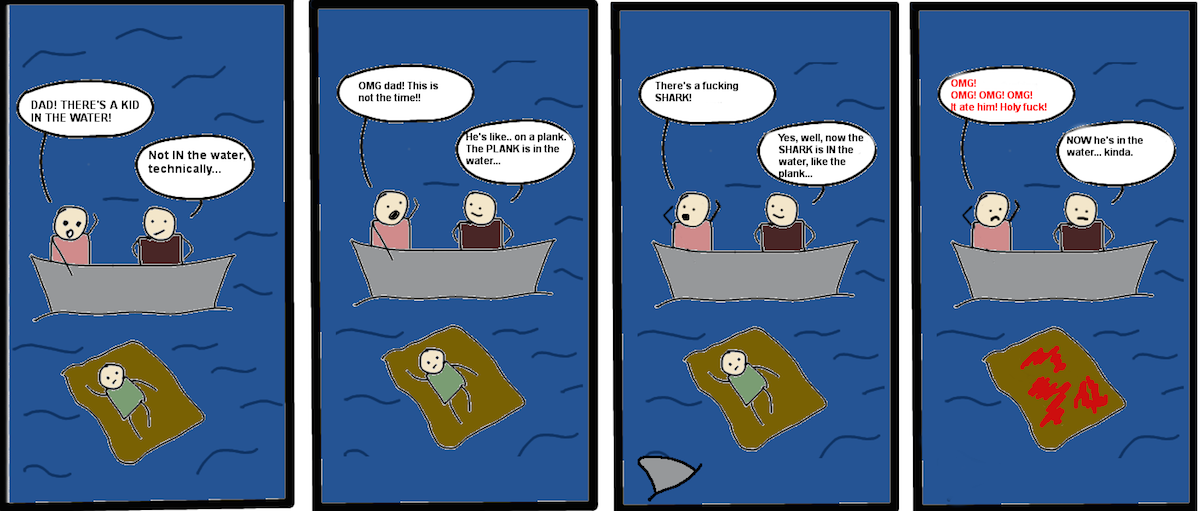 DAD! THERE'S A KID
IN THE WATER!
Not IN the water,
technically...
OMG dad! This is
not the time!!
He's like.. on a plank.
The PLANK is in the
water...
There's a fucking
SHARK!
Yes, well, now the
SHARK is IN the
water, like the
plank...
OMG!
OMG! OMG! OMG!
It ate him! Holy fuck!
NOW he's in the
water... kinda.